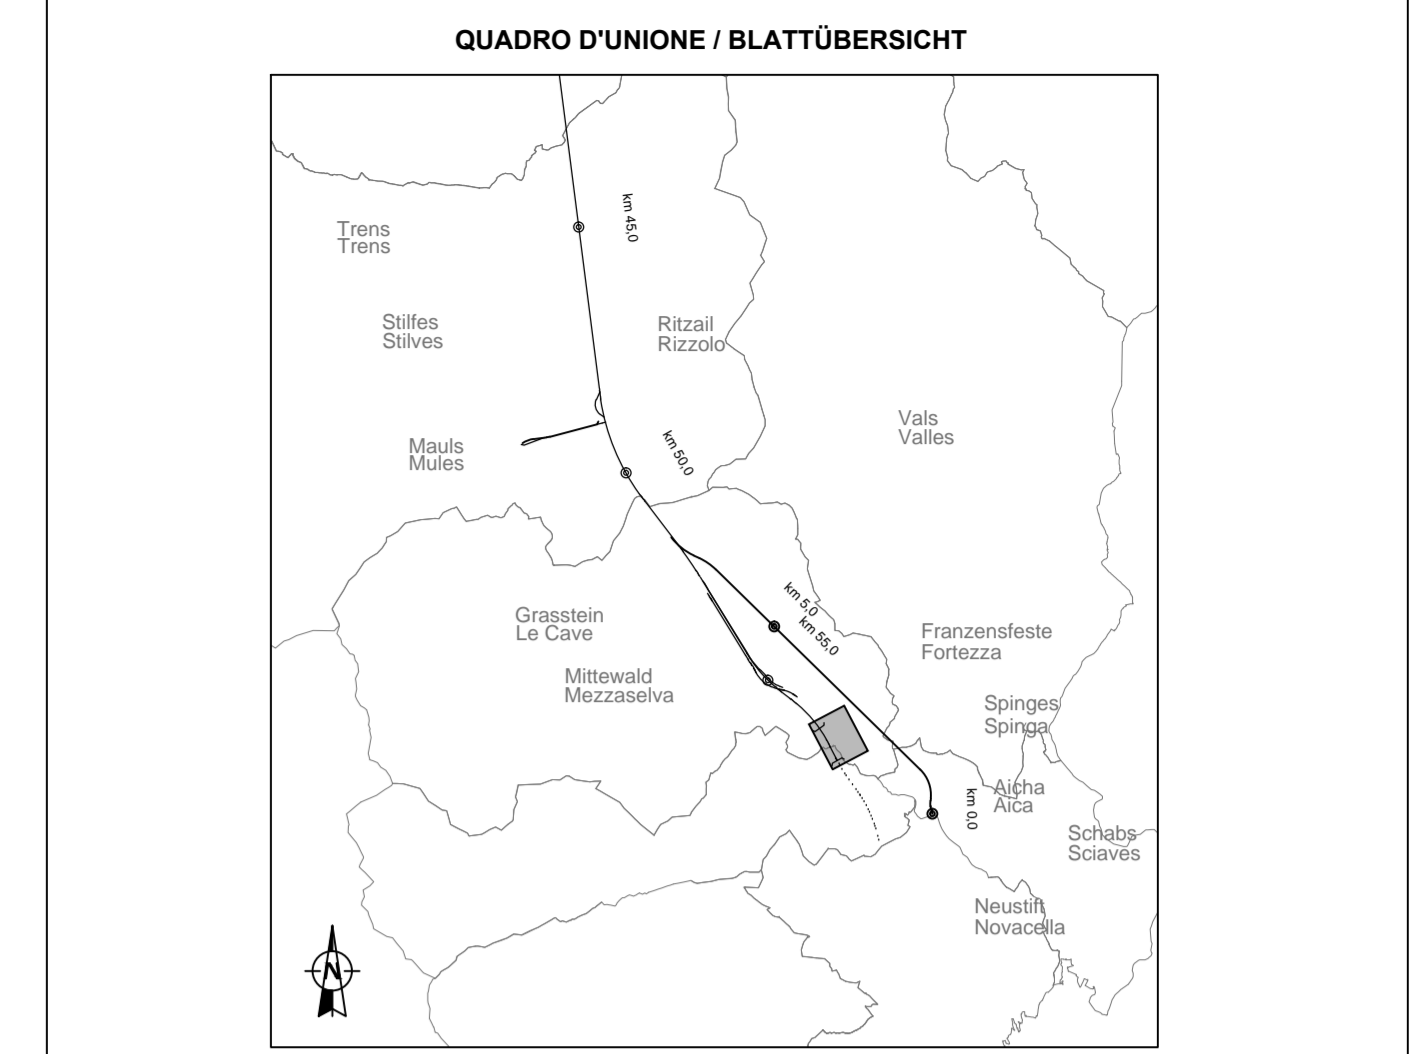 QUADRO D'UNIONE / BLATTÜBERSICHT
km 45,0
Trens
Trens
Stilfes
Stilves
Ritzail
Rizzolo
Vals
Valles
Mauls
Mules
km 50,0
km 5,0
km 55,0
Grasstein
Le Cave
Franzensfeste
Fortezza
Mittewald
Mezzaselva
Spinges
Spinga
Aicha
Aica
km 0,0
Schabs
Sciaves
Neustift
Novacella
N